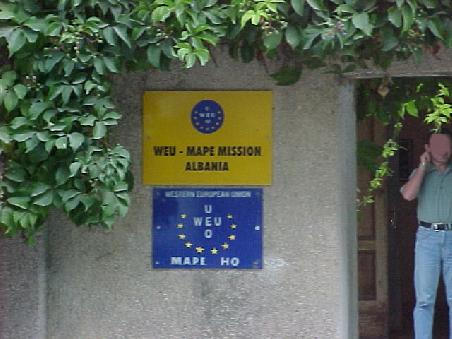 U
WEU
O
WEU - MAPE MISSION
ALBANIA
WESTERN EUROPEAN UNION
U
WEU
O
MAPE HQ